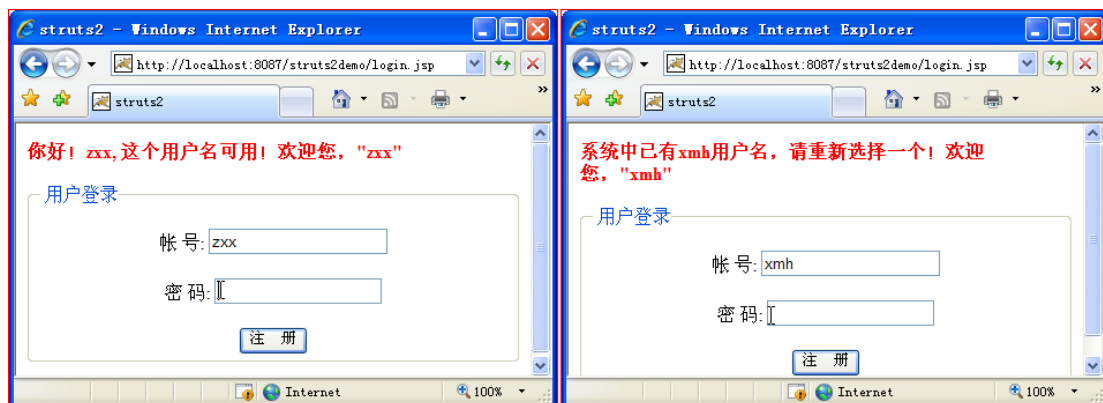 struts2 - Windows Internet Explorer
http://localhost:8087/struts2demo/login.jsp
struts2
你好！zxx,这个用户名可用！欢迎您，"zxx"
用户登录
帐 号: zxx
密 码:
注 册
Internet
100%
struts2 - Windows Internet Explorer
http://localhost:8087/struts2demo/login.jsp
struts2
系统中已有xmh用户名，请重新选择一个！欢迎
您，"xmh"
用户登录
帐 号: xmh
密 码:
注 册
Internet
100%